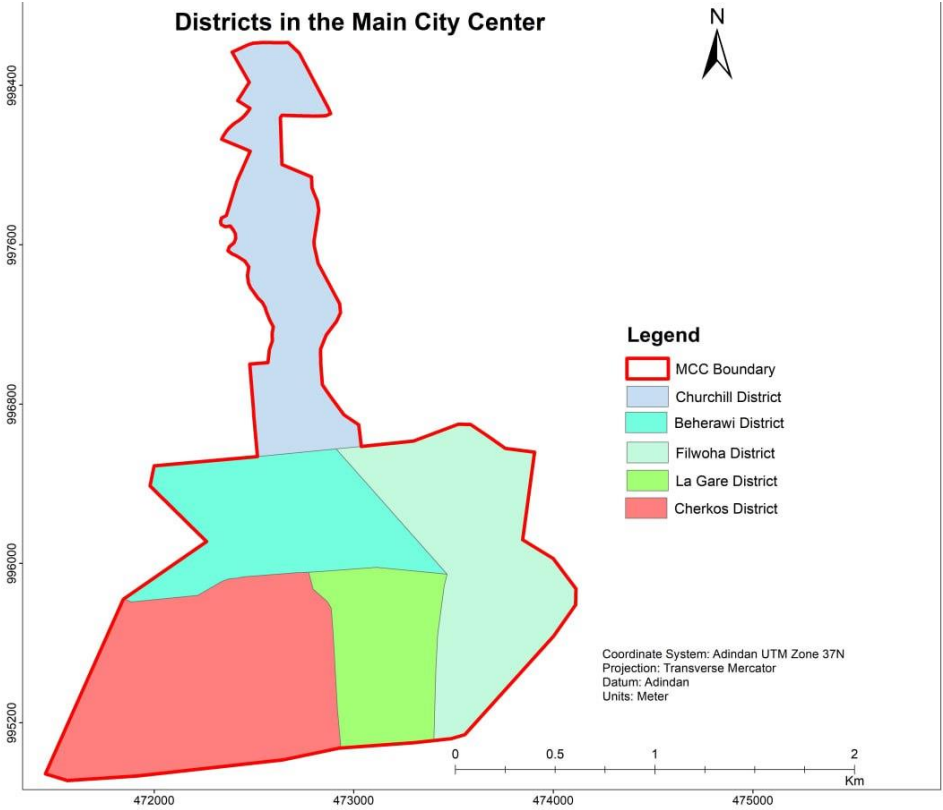 Districts in the Main City Center
N
998400
997600
996800
996000
995200
Legend
MCC Boundary
Churchill District
Beherawi District
Filwoha District
La Gare District
Cherkos District
Coordinate System: Adindan UTM Zone 37N
Projection: Transverse Mercator
Datum: Adindan
Units: Meter
0 0.5 1 2
Km
472000 473000 474000 475000